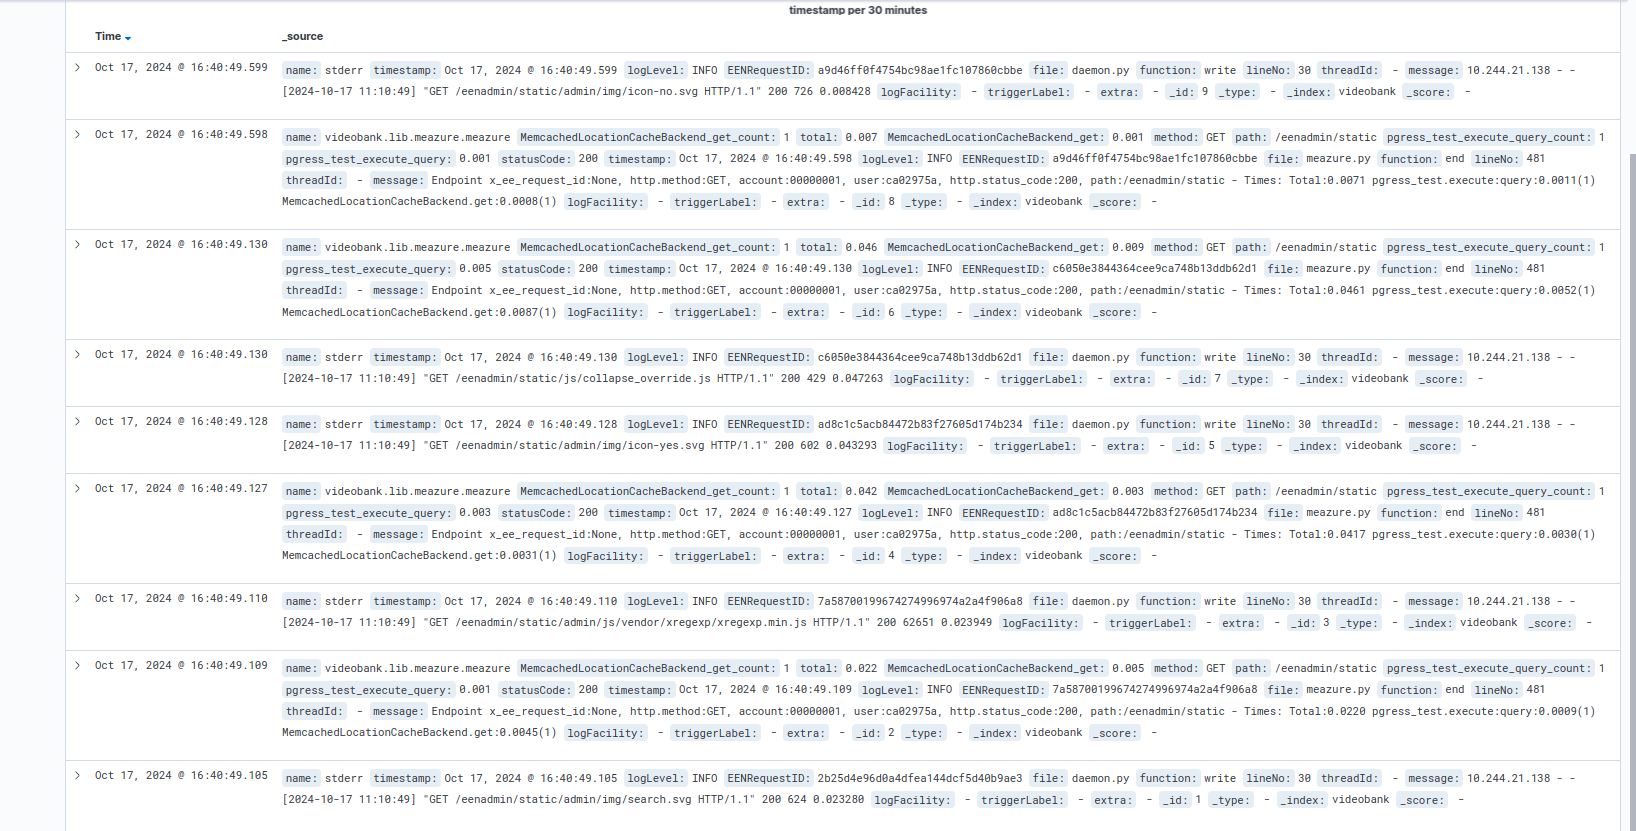 timestamp per 30 minutes
Time _source
Oct 17, 2024 @ 16:40:49.599 name: stderr timestamp: Oct 17, 2024 @ 16:40:49.599 logLevel: INFO EENRequestID: a9d46ff0f4754bc98ae1fc107860cbbe file: daemon.py function: write lineNo: 30 threadId: - message: 10.244.21.138 - -
[2024-10-17 11:10:49] "GET /eenadmin/static/admin/img/icon-no.svg HTTP/1.1" 200 726 0.008428 logFacility: - triggerLabel: - extra: - _id: 9 _type: - _index: videobank _score: -
Oct 17, 2024 @ 16:40:49.598 name: videobank.lib.meazure.meazure MemcachedLocationCacheBackend_get_count: 1 total: 0.007 MemcachedLocationCacheBackend_get: 0.001 method: GET path: /eenadmin/static pgress_test_execute_query_count: 1
pgress_test_execute_query: 0.001 statusCode: 200 timestamp: Oct 17, 2024 @ 16:40:49.598 logLevel: INFO EENRequestID: a9d46ff0f4754bc98ae1fc107860cbbe file: meazure.py function: end lineNo: 481
threadId: - message: Endpoint x_ee_request_id:None, http.method:GET, account:00000001, user:ca02975a, http.status_code:200, path:/eenadmin/static - Times: Total:0.0071 pgress_test.execute:query:0.0011(1)
MemcachedLocationCacheBackend.get:0.0008(1) logFacility: - triggerLabel: - extra: - _id: 8 _type: - _index: videobank _score: -
Oct 17, 2024 @ 16:40:49.130 name: videobank.lib.meazure.meazure MemcachedLocationCacheBackend_get_count: 1 total: 0.046 MemcachedLocationCacheBackend_get: 0.009 method: GET path: /eenadmin/static pgress_test_execute_query_count: 1
pgress_test_execute_query: 0.005 statusCode: 200 timestamp: Oct 17, 2024 @ 16:40:49.130 logLevel: INFO EENRequestID: c6050e3844364cee9ca748b13ddb62d1 file: meazure.py function: end lineNo: 481
threadId: - message: Endpoint x_ee_request_id:None, http.method:GET, account:00000001, user:ca02975a, http.status_code:200, path:/eenadmin/static - Times: Total:0.0461 pgress_test.execute:query:0.0052(1)
MemcachedLocationCacheBackend.get:0.0087(1) logFacility: - triggerLabel: - extra: - _id: 6 _type: - _index: videobank _score: -
Oct 17, 2024 @ 16:40:49.130 name: stderr timestamp: Oct 17, 2024 @ 16:40:49.130 logLevel: INFO EENRequestID: c6050e3844364cee9ca748b13ddb62d1 file: daemon.py function: write lineNo: 30 threadId: - message: 10.244.21.138 - -
[2024-10-17 11:10:49] "GET /eenadmin/static/js/collapse_override.js HTTP/1.1" 200 429 0.047263 logFacility: - triggerLabel: - extra: - _id: 7 _type: - _index: videobank _score: -
Oct 17, 2024 @ 16:40:49.128 name: stderr timestamp: Oct 17, 2024 @ 16:40:49.128 logLevel: INFO EENRequestID: ad8c1c5acb84472b83f27605d174b234 file: daemon.py function: write lineNo: 30 threadId: - message: 10.244.21.138 - -
[2024-10-17 11:10:49] "GET /eenadmin/static/admin/img/icon-yes.svg HTTP/1.1" 200 602 0.043293 logFacility: - triggerLabel: - extra: - _id: 5 _type: - _index: videobank _score: -
Oct 17, 2024 @ 16:40:49.127 name: videobank.lib.meazure.meazure MemcachedLocationCacheBackend_get_count: 1 total: 0.042 MemcachedLocationCacheBackend_get: 0.003 method: GET path: /eenadmin/static pgress_test_execute_query_count: 1
pgress_test_execute_query: 0.003 statusCode: 200 timestamp: Oct 17, 2024 @ 16:40:49.127 logLevel: INFO EENRequestID: ad8c1c5acb84472b83f27605d174b234 file: meazure.py function: end lineNo: 481
threadId: - message: Endpoint x_ee_request_id:None, http.method:GET, account:00000001, user:ca02975a, http.status_code:200, path:/eenadmin/static - Times: Total:0.0417 pgress_test.execute:query:0.0030(1)
MemcachedLocationCacheBackend.get:0.0031(1) logFacility: - triggerLabel: - extra: - _id: 4 _type: - _index: videobank _score: -
Oct 17, 2024 @ 16:40:49.110 name: stderr timestamp: Oct 17, 2024 @ 16:40:49.110 logLevel: INFO EENRequestID: 7a58700199674274996974a2a4f906a8 file: daemon.py function: write lineNo: 30 threadId: - message: 10.244.21.138 - -
[2024-10-17 11:10:49] "GET /eenadmin/static/admin/js/vendor/xregexp/xregexp.min.js HTTP/1.1" 200 62651 0.023949 logFacility: - triggerLabel: - extra: - _id: 3 _type: - _index: videobank _score: -
Oct 17, 2024 @ 16:40:49.109 name: videobank.lib.meazure.meazure MemcachedLocationCacheBackend_get_count: 1 total: 0.022 MemcachedLocationCacheBackend_get: 0.005 method: GET path: /eenadmin/static pgress_test_execute_query_count: 1
pgress_test_execute_query: 0.001 statusCode: 200 timestamp: Oct 17, 2024 @ 16:40:49.109 logLevel: INFO EENRequestID: 7a58700199674274996974a2a4f906a8 file: meazure.py function: end lineNo: 481
threadId: - message: Endpoint x_ee_request_id:None, http.method:GET, account:00000001, user:ca02975a, http.status_code:200, path:/eenadmin/static - Times: Total:0.0220 pgress_test.execute:query:0.0009(1)
MemcachedLocationCacheBackend.get:0.0045(1) logFacility: - triggerLabel: - extra: - _id: 2 _type: - _index: videobank _score: -
Oct 17, 2024 @ 16:40:49.105 name: stderr timestamp: Oct 17, 2024 @ 16:40:49.105 logLevel: INFO EENRequestID: 2b25d4e96d0a4dfea144dcf5d40b9ae3 file: daemon.py function: write lineNo: 30 threadId: - message: 10.244.21.138 - -
[2024-10-17 11:10:49] "GET /eenadmin/static/admin/img/search.svg HTTP/1.1" 200 624 0.023280 logFacility: - triggerLabel: - extra: - _id: 1 _type: - _index: videobank _score: -